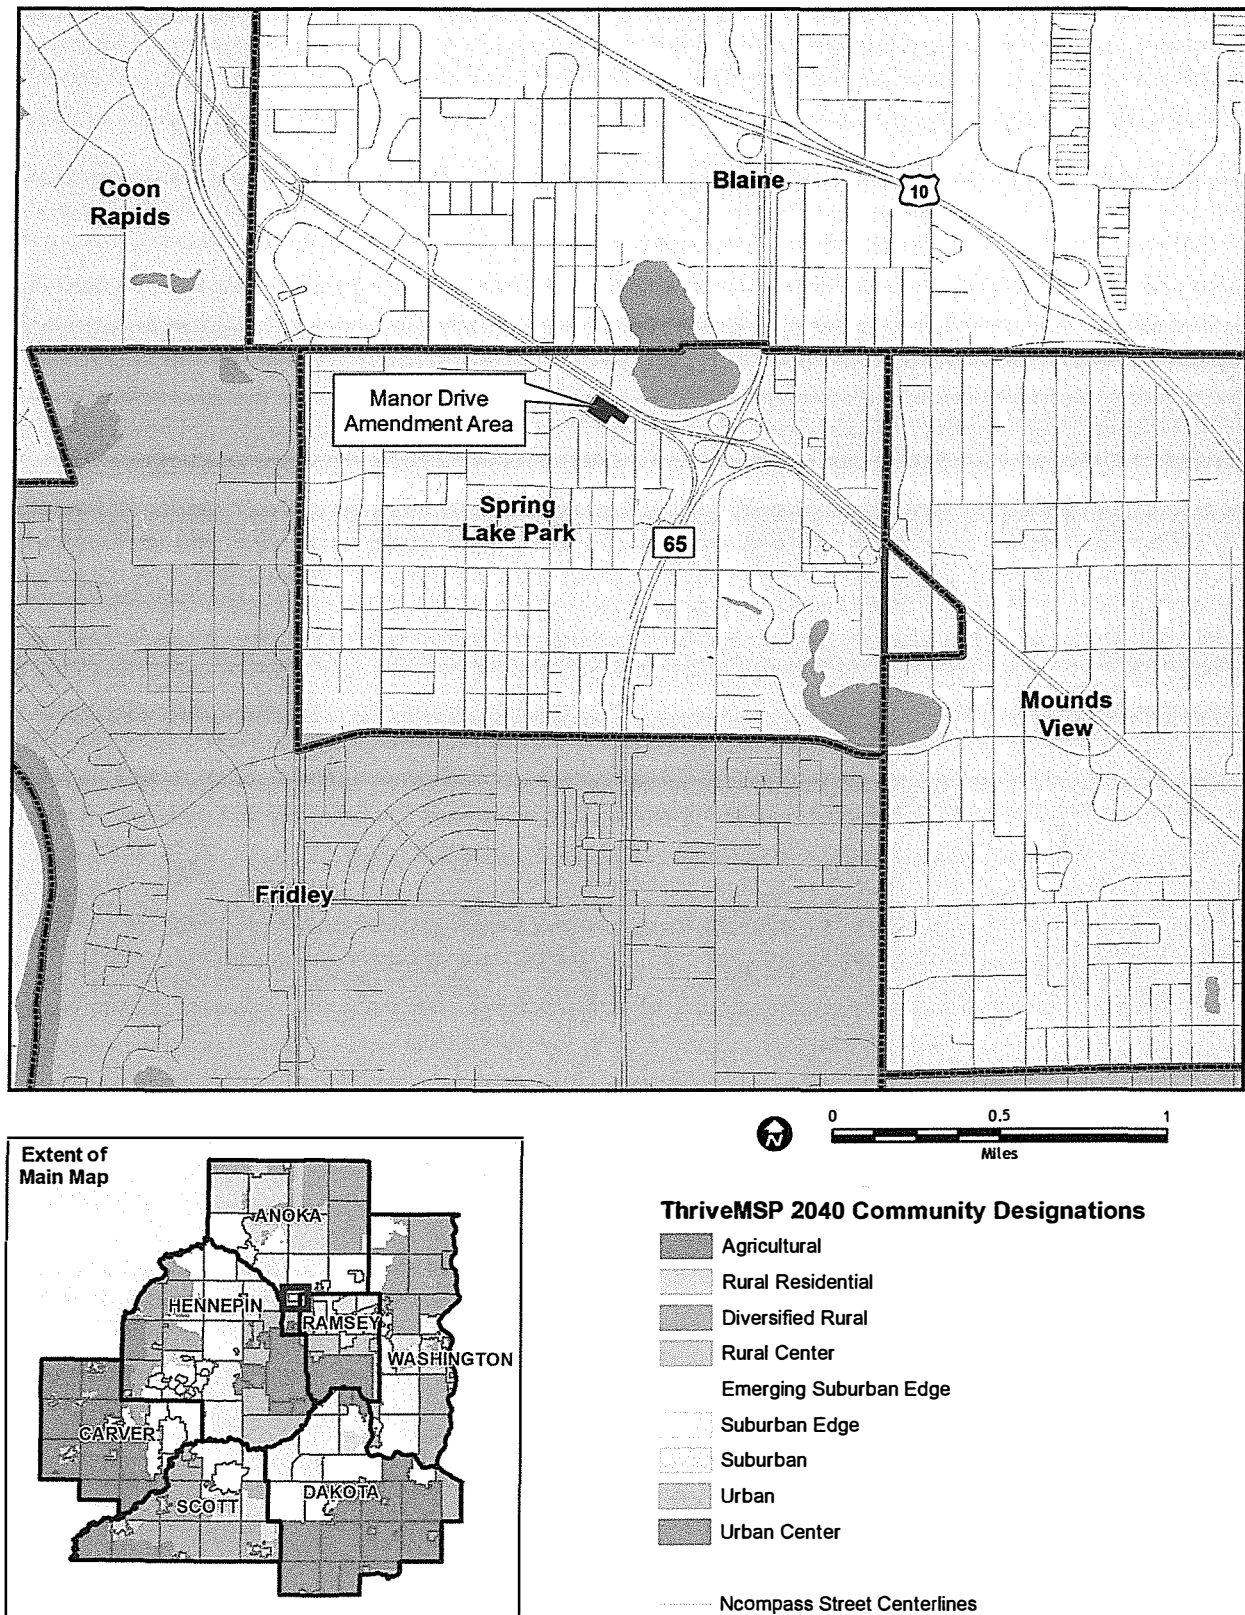 Coon
Rapids
Blaine
10
Manor Drive
Amendment Area
Spring
Lake Park
65
Mounds
View
Fridley
N
0 0.5 1
Miles
Extent of
Main Map
ANOKA
HENNEPIN
RAMSEY
WASHINGTON
CARVER
SCOTT
DAKOTA
ThriveMSP 2040 Community Designations
Agricultural
Rural Residential
Diversified Rural
Rural Center
Emerging Suburban Edge
Suburban Edge
Suburban
Urban
Urban Center
Ncompass Street Centerlines